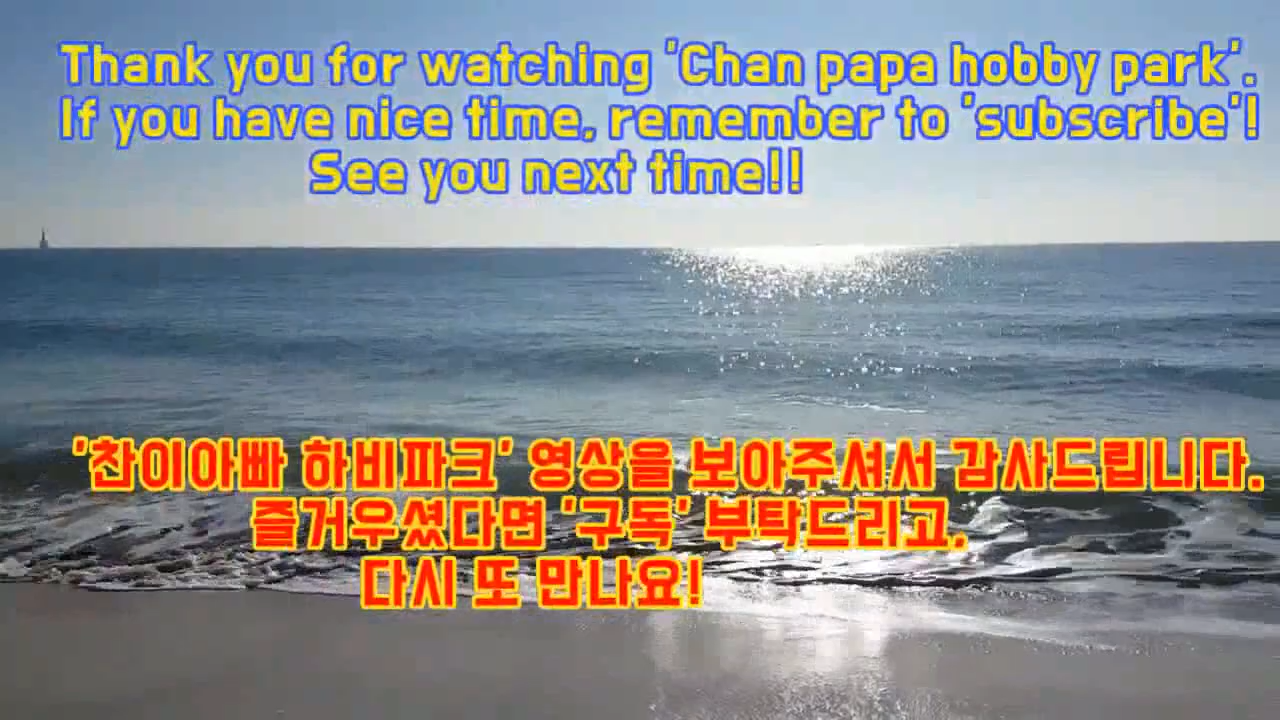 Thank you for watching 'Chan papa hobby park'.
If you have nice time, remember to 'subscribe'!
See you next time!!
'찬이아빠 하비파크' 영상을 보아주셔서 감사드립니다.
즐거우셨다면 '구독' 부탁드리고,
다시 또 만나요!